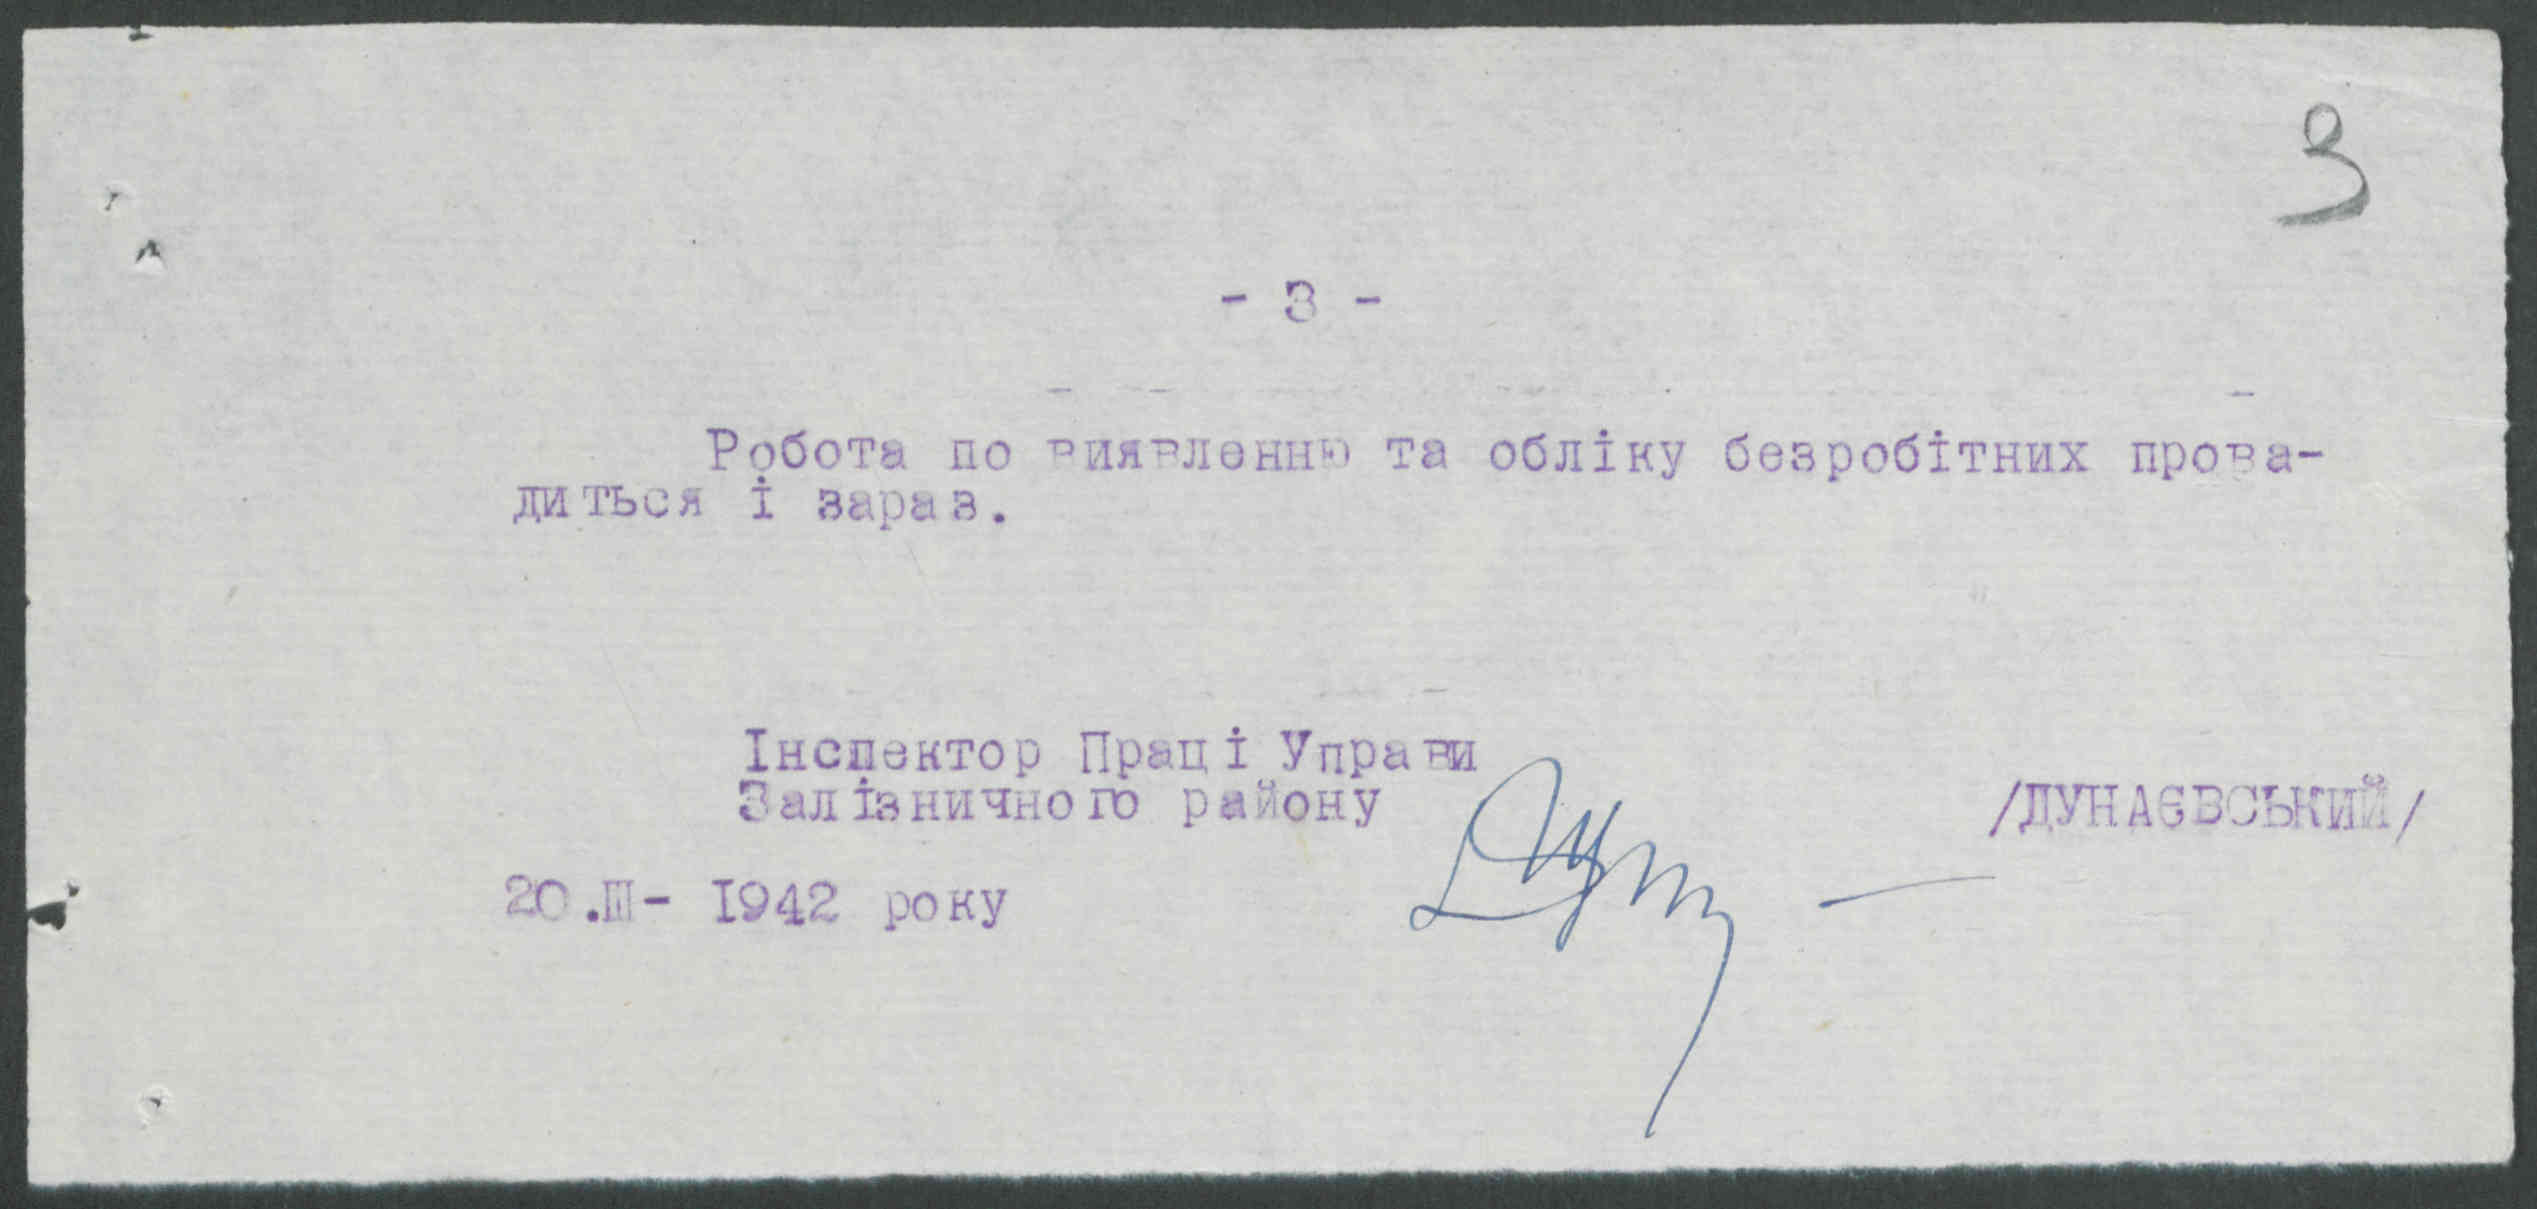 3
- 3 -
Робота по виявленню та обліку безробітних прова-
диться і зараз.
Інспектор Праці Управи
Залізничного району
/ДУНАЄВСЬКИЙ/
20.III- 1942 року